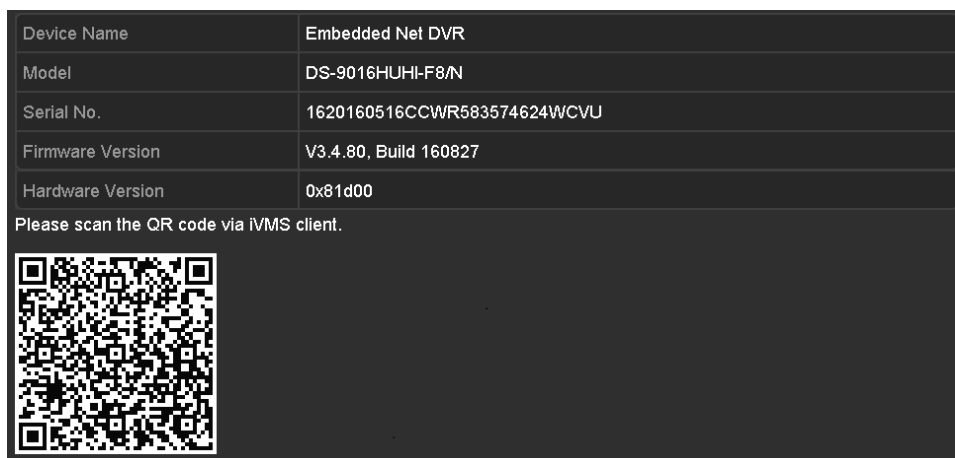 Device Name Embedded Net DVR
Model DS-9016HUHI-F8/N
Serial No. 1620160516CCWR583574624WCVU
Firmware Version V3.4.80, Build 160827
Hardware Version 0x81d00
Please scan the QR code via iVMS client.